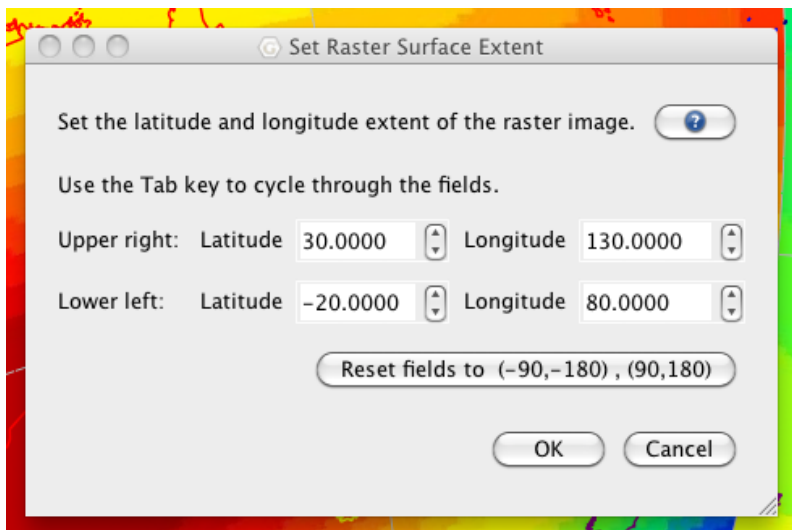 Set Raster Surface Extent
Set the latitude and longitude extent of the raster image.
Use the Tab key to cycle through the fields.
Upper right: Latitude 30.0000 Longitude 130.0000
Lower left: Latitude -20.0000 Longitude 80.0000
Reset fields to (-90,-180) , (90,180)
OK Cancel